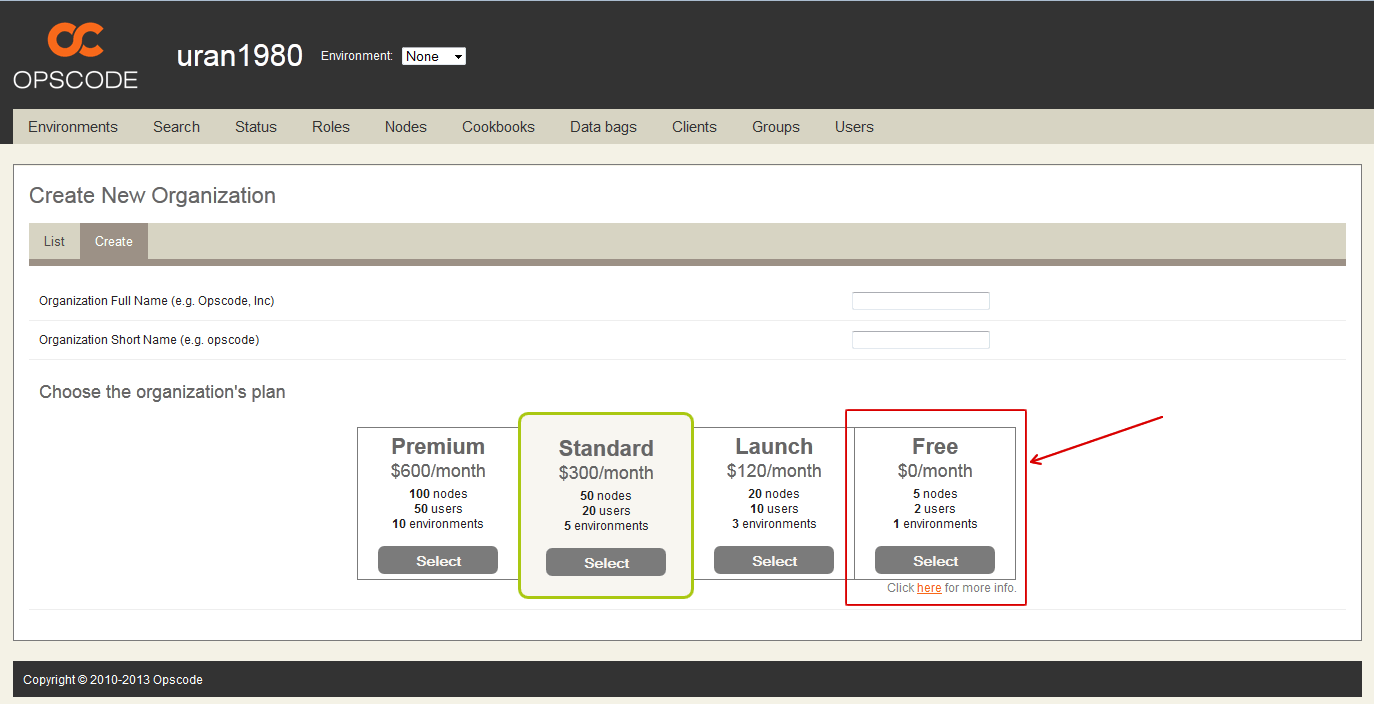 OPSCODE
uran1980
Environment: None
Environments Search Status Roles Nodes Cookbooks Data bags Clients Groups Users
Create New Organization
List Create
Organization Full Name (e.g. Opscode, Inc)
Organization Short Name (e.g. opscode)
Choose the organization's plan
Premium
$600/month
100 nodes
50 users
10 environments
Select
Standard
$300/month
50 nodes
20 users
5 environments
Select
Launch
$120/month
20 nodes
10 users
3 environments
Select
Free
$0/month
5 nodes
2 users
1 environments
Select
Click here for more info.
Copyright © 2010-2013 Opscode